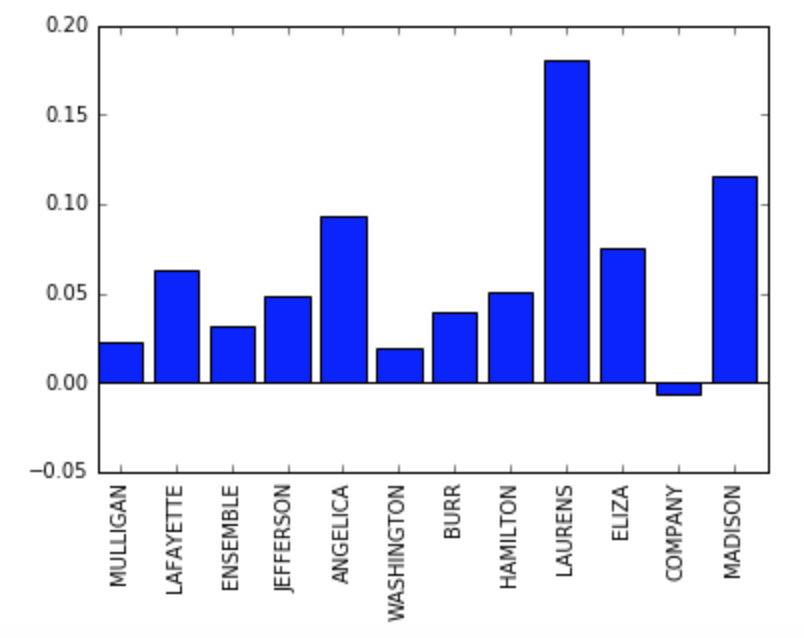 0.20
0.15
0.10
0.05
0.00
−0.05
MULLIGAN
LAFAYETTE
ENSEMBLE
JEFFERSON
ANGELICA
WASHINGTON
BURR
HAMILTON
LAURENS
ELIZA
COMPANY
MADISON